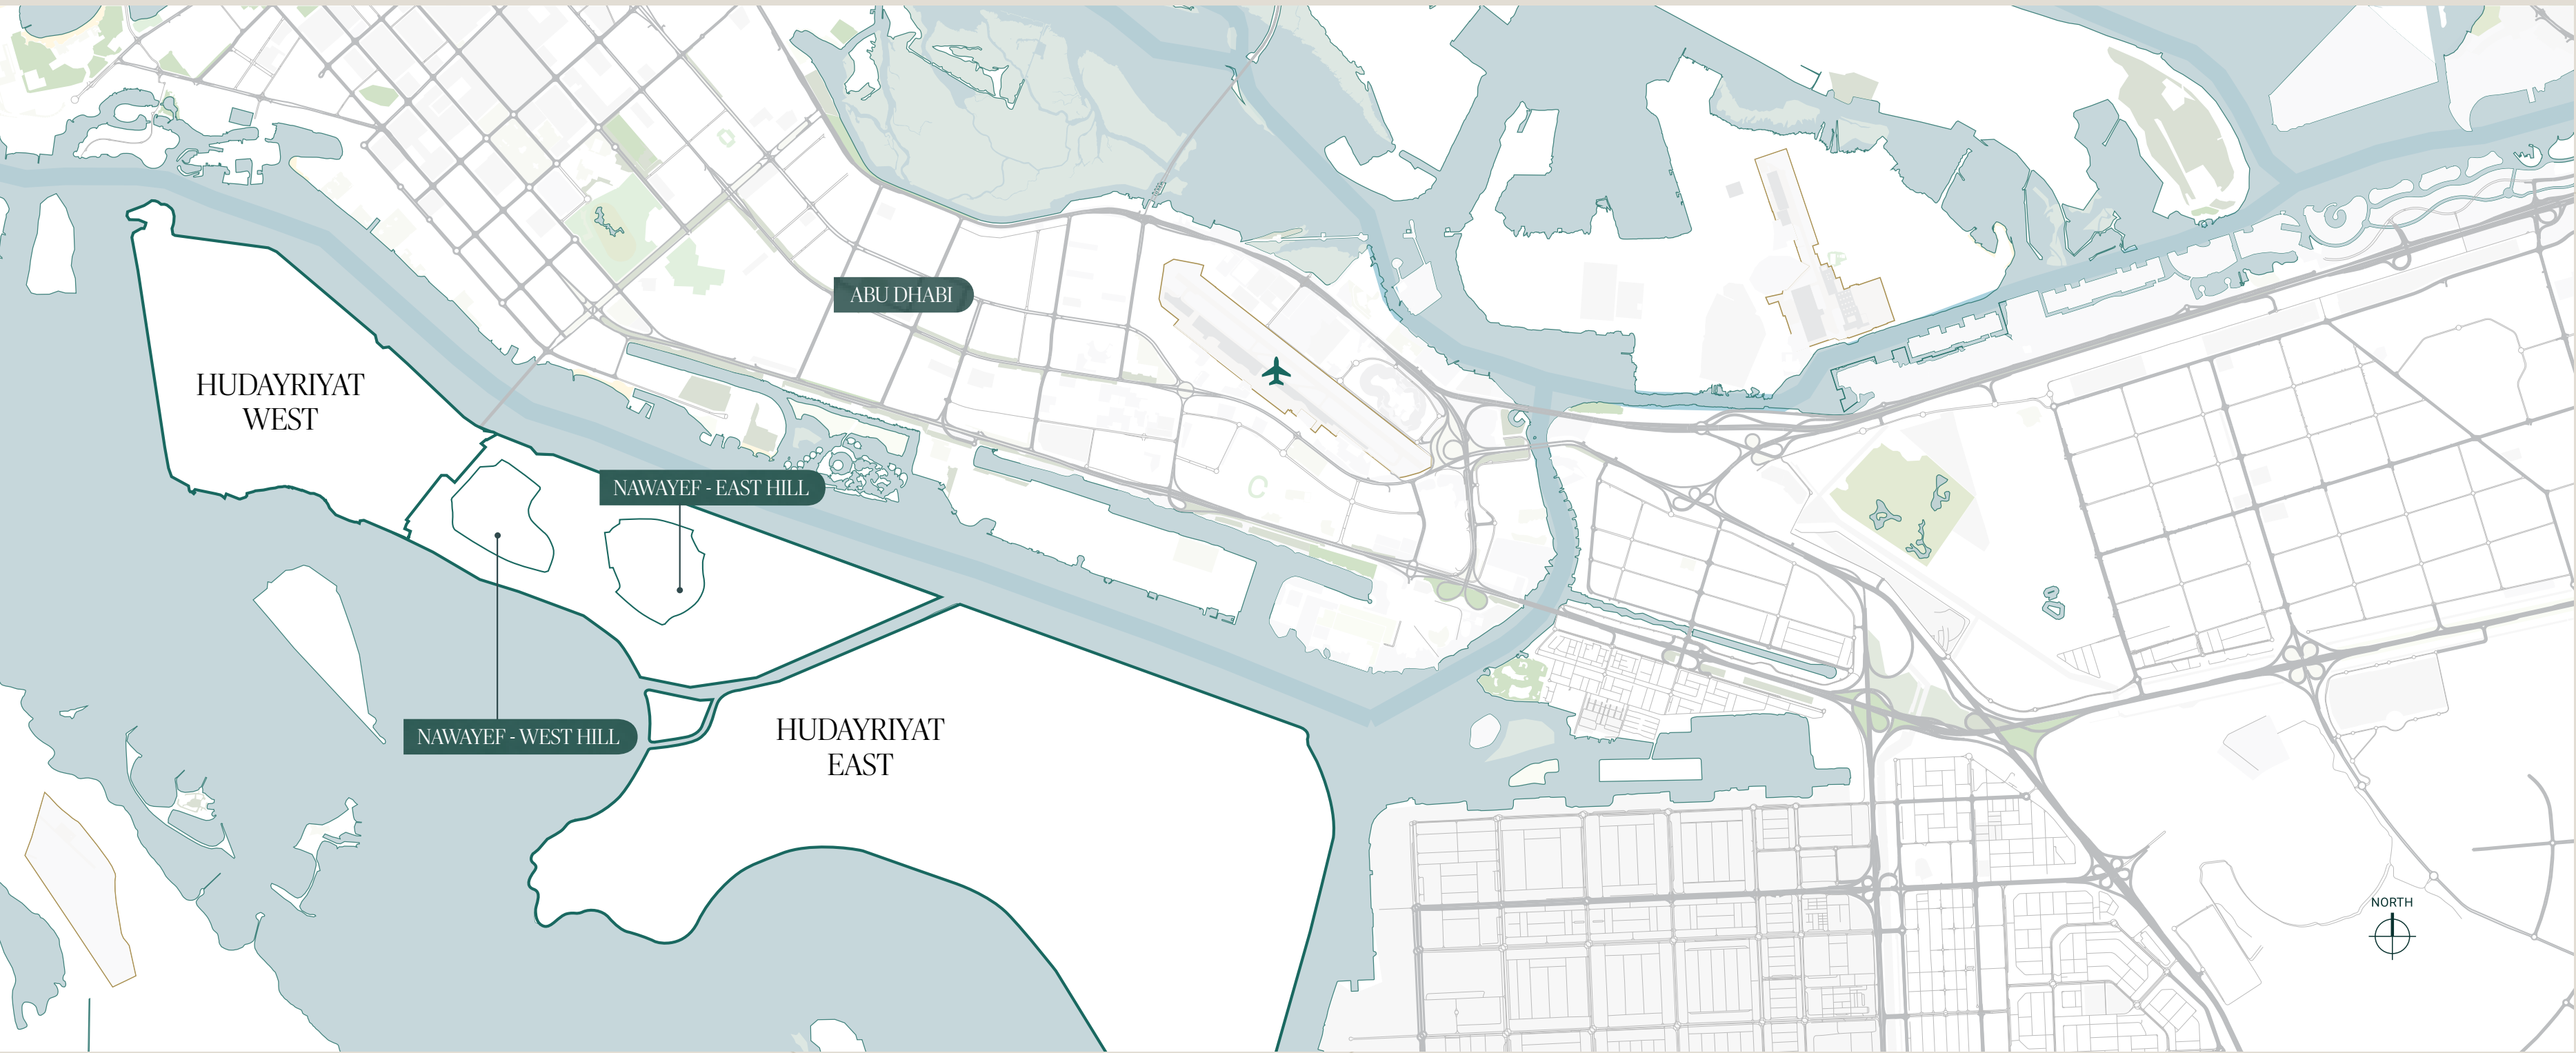 ABU DHABI
HUDAYRIYAT
WEST
NAWAYEF - EAST HILL
NAWAYEF - WEST HILL
HUDAYRIYAT
EAST
NORTH